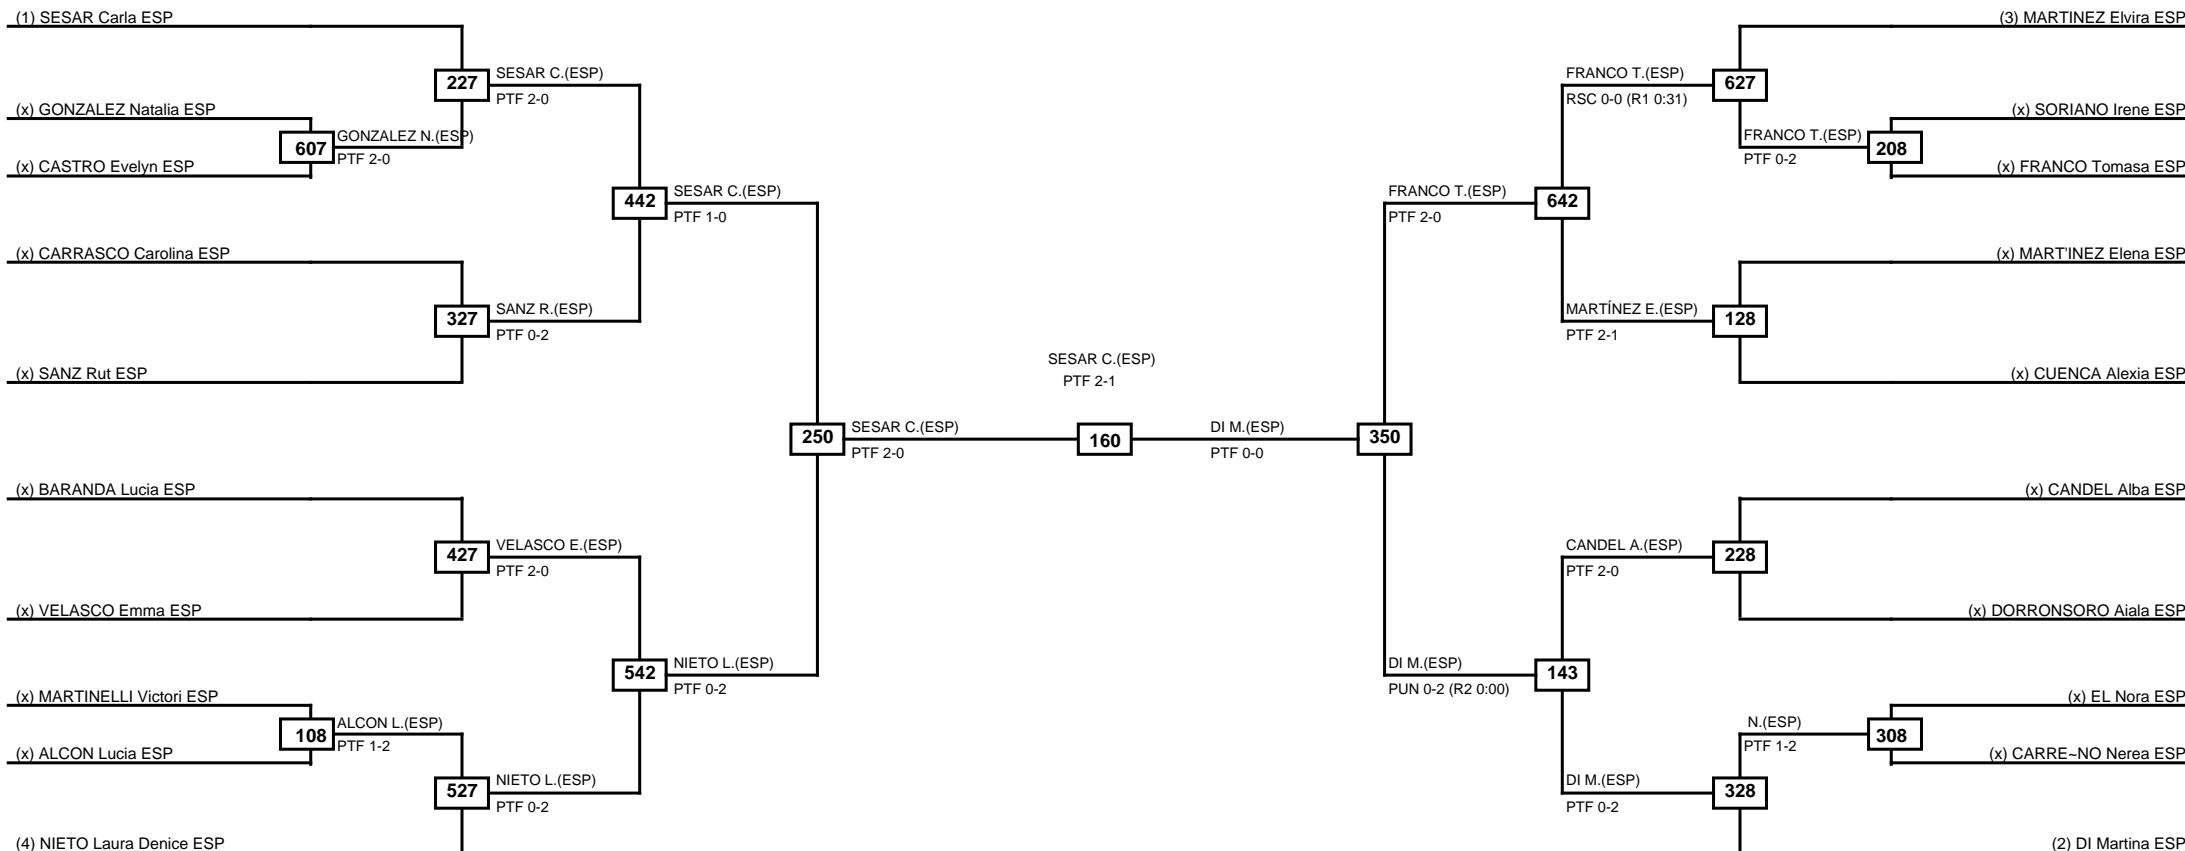 (1) SESAR Carla ESP
(x) GONZALEZ Natalia ESP
(x) CASTRO Evelyn ESP
(x) CARRASCO Carolina ESP
(x) SANZ Rut ESP
(x) BARANDA Lucia ESP
(x) VELASCO Emma ESP
(x) MARTINELLI Victori ESP
(x) ALCON Lucia ESP
(4) NIETO Laura Denice ESP
607
GONZALEZ N.(ESP)
PTF 2-0
108
ALCON L.(ESP)
PTF 1-2
227
SESAR C.(ESP)
PTF 2-0
327
SANZ R.(ESP)
PTF 0-2
427
VELASCO E.(ESP)
PTF 2-0
527
NIETO L.(ESP)
PTF 0-2
442
SESAR C.(ESP)
PTF 1-0
542
NIETO L.(ESP)
PTF 0-2
250
SESAR C.(ESP)
PTF 2-0
SESAR C.(ESP)
PTF 2-1
160
DI M.(ESP)
PTF 0-0
350
FRANCO T.(ESP)
PTF 2-0
642
DI M.(ESP)
PUN 0-2 (R2 0:00)
143
FRANCO T.(ESP)
RSC 0-0 (R1 0:31)
627
MARTÍNEZ E.(ESP)
PTF 2-1
128
CANDEL A.(ESP)
PTF 2-0
228
DI M.(ESP)
PTF 0-2
328
FRANCO T.(ESP)
PTF 0-2
208
N.(ESP)
PTF 1-2
308
(3) MARTINEZ Elvira ESP
(x) SORIANO Irene ESP
(x) FRANCO Tomasa ESP
(x) MART'INEZ Elena ESP
(x) CUENCA Alexia ESP
(x) CANDEL Alba ESP
(x) DORRONSORO Aiala ESP
(x) EL Nora ESP
(x) CARRE~NO Nerea ESP
(2) DI Martina ESP